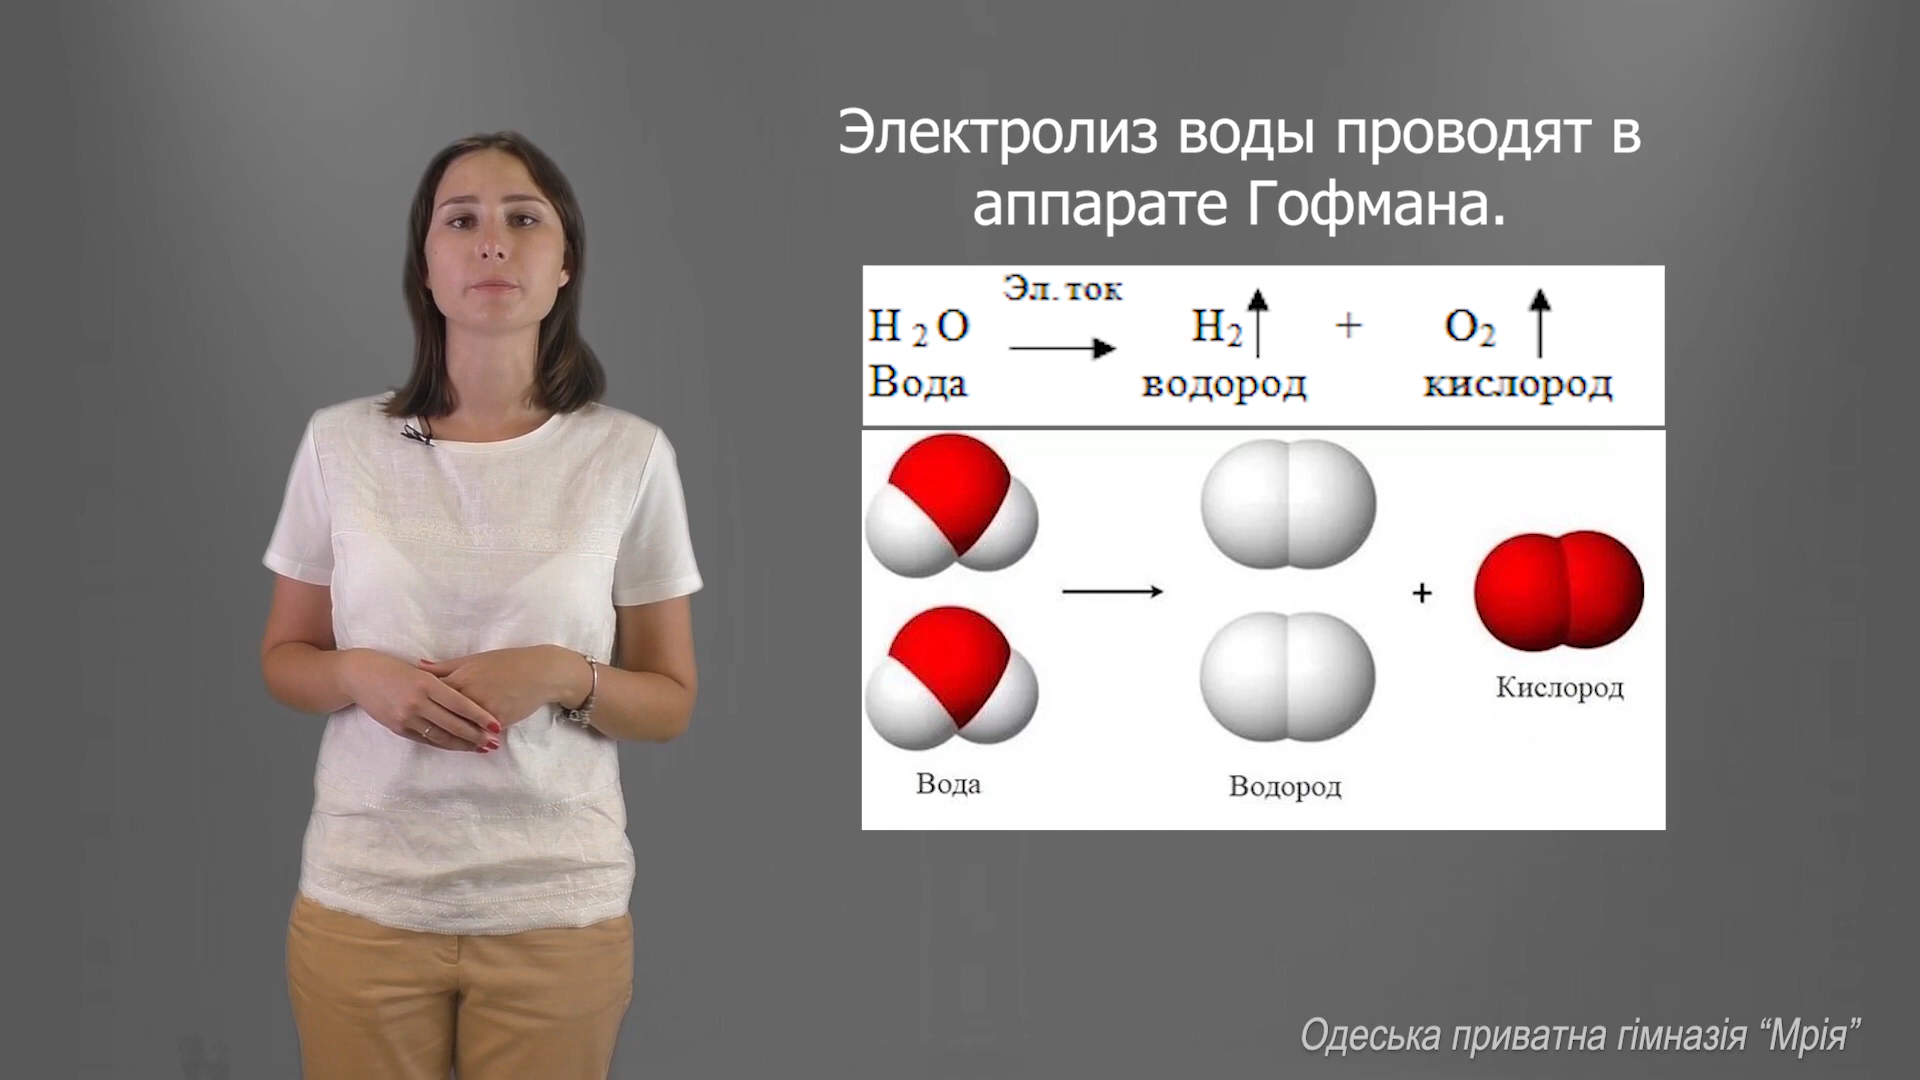 Электролиз воды проводят в
аппарате Гофмана.
Эл. ток
H 2 O H2 + O2
Вода водород кислород
+
Кислород
Вода Водород
Одеська приватна гімназія “Мрія”